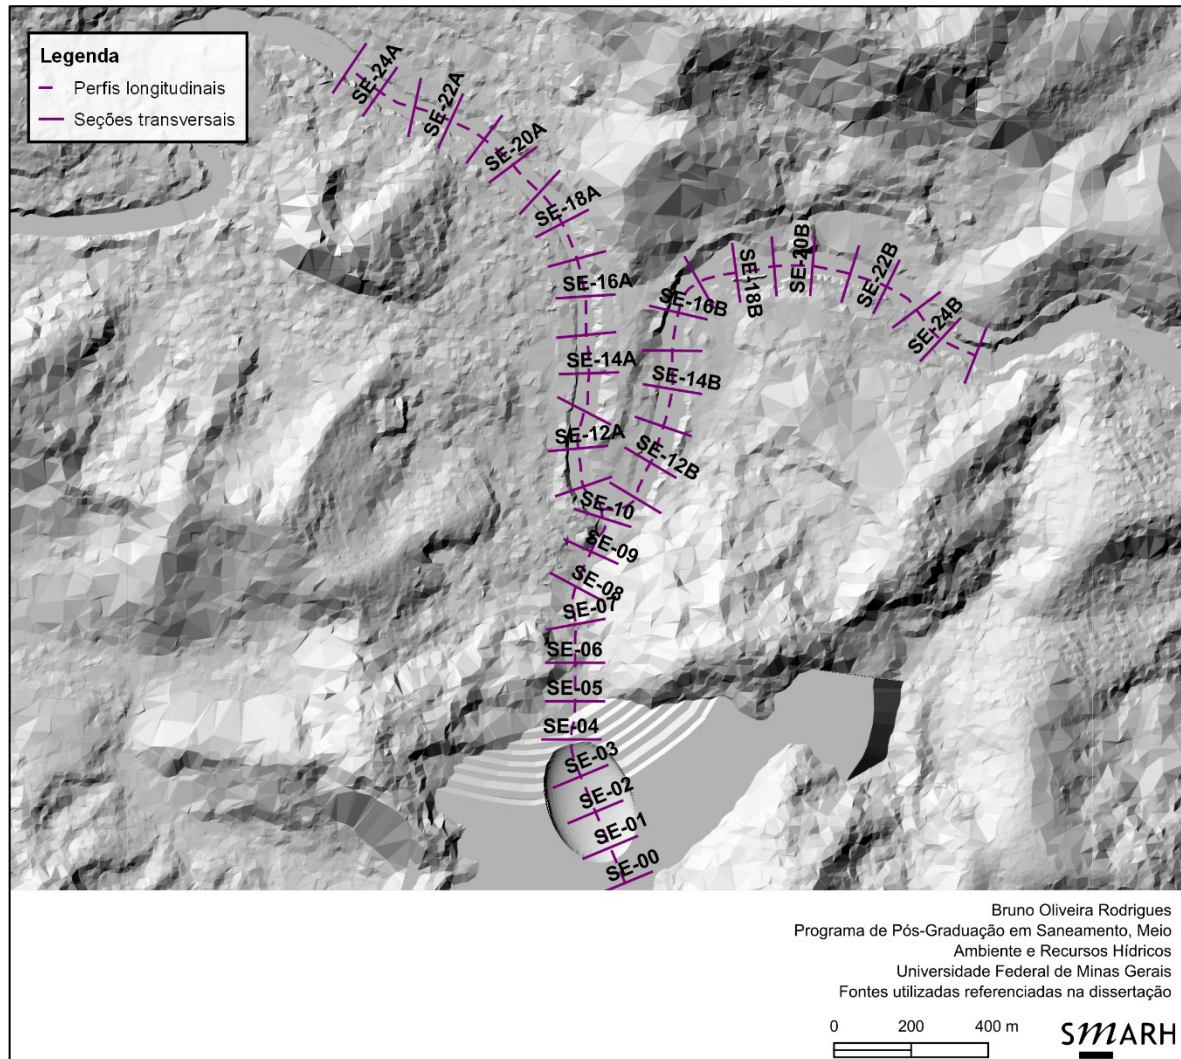 Legenda
Perfis longitudinais
Seções transversais
SE-24A
SE-22A
SE-20A
SE-18A
SE-16A
SE-14A
SE-12A
SE-16B
SE-18B
SE-20B
SE-22B
SE-24B
SE-14B
SE-12B
SE-10
SE-09
SE-08
SE-07
SE-06
SE-05
SE-04
SE-03
SE-02
SE-01
SE-00
Bruno Oliveira Rodrigues
Programa de Pós-Graduação em Saneamento, Meio
Ambiente e Recursos Hídricos
Universidade Federal de Minas Gerais
Fontes utilizadas referenciadas na dissertação
0 200 400 m
SMARH